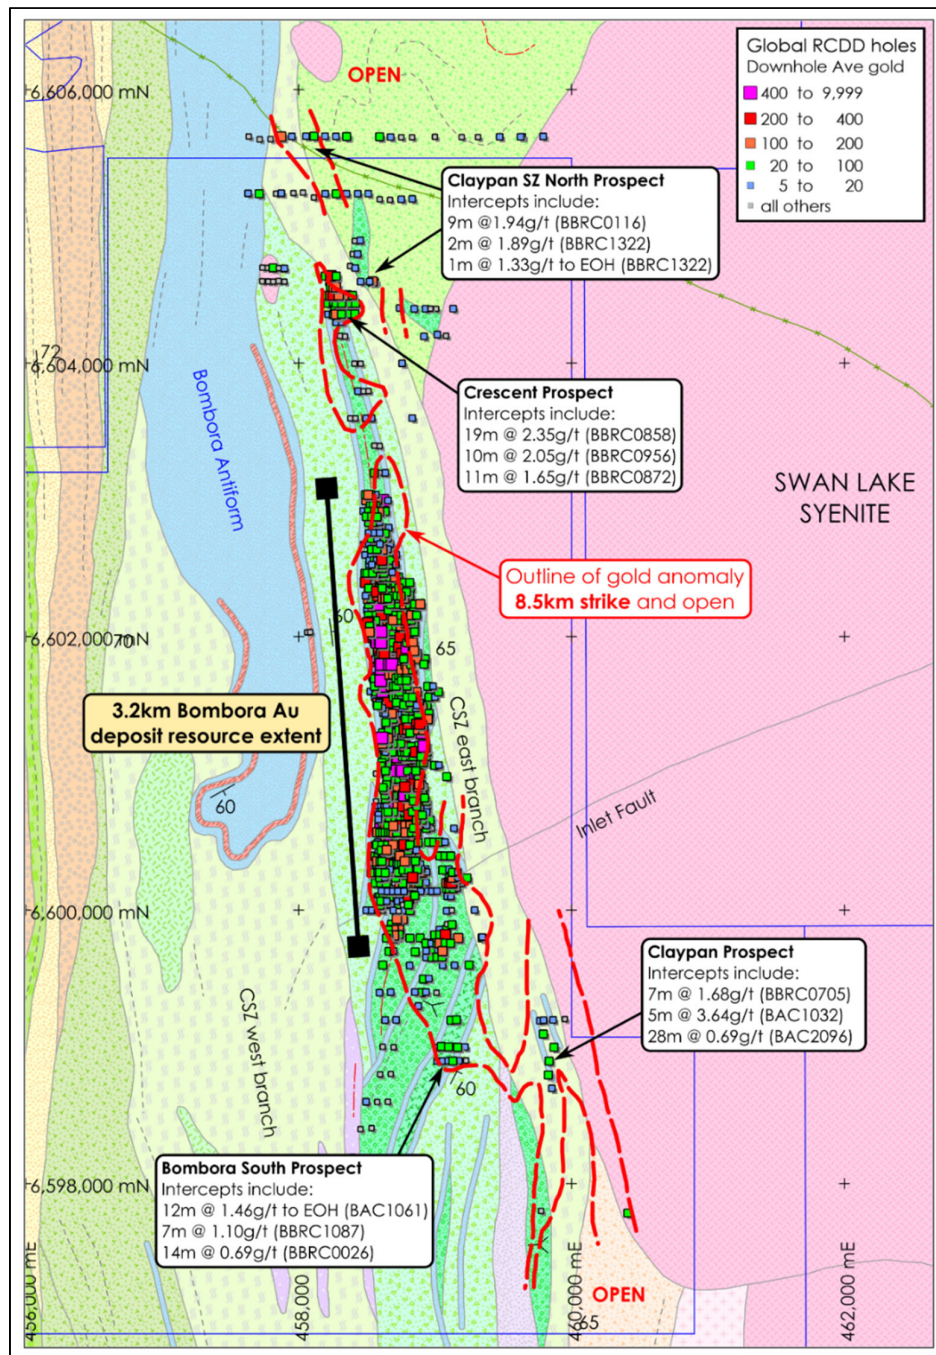 OPEN
Global RCDD holes
Downhole Ave gold
400 to 9,999
200 to 400
100 to 200
20 to 100
5 to 20
all others
6,606,000 mN
Claypan SZ North Prospect
Intercepts include:
9m @1.94g/t (BBRC0116)
2m @ 1.89g/t (BBRC1322)
1m @ 1.33g/t to EOH (BBRC1322)
72
6,604,000 mN
Bombora Antiform
Crescent Prospect
Intercepts include:
19m @ 2.35g/t (BBRC0858)
10m @ 2.05g/t (BBRC0956)
11m @ 1.65g/t (BBRC0872)
SWAN LAKE
SYENITE
Outline of gold anomaly
8.5km strike and open
60
6,602,000 mN
70
65
3.2km Bombora Au
deposit resource extent
CSZ east branch
60
Inlet Fault
6,600,000 mN
Claypan Prospect
Intercepts include:
7m @ 1.68g/t (BBRC0705)
5m @ 3.64g/t (BAC1032)
28m @ 0.69g/t (BAC2096)
CSZ west branch
60
Bombora South Prospect
Intercepts include:
12m @ 1.46g/t to EOH (BAC1061)
7m @ 1.10g/t (BBRC1087)
14m @ 0.69g/t (BBRC0026)
6,598,000 mN
OPEN
456,000 mE
458,000
460,000 mE
65
462,000 mE